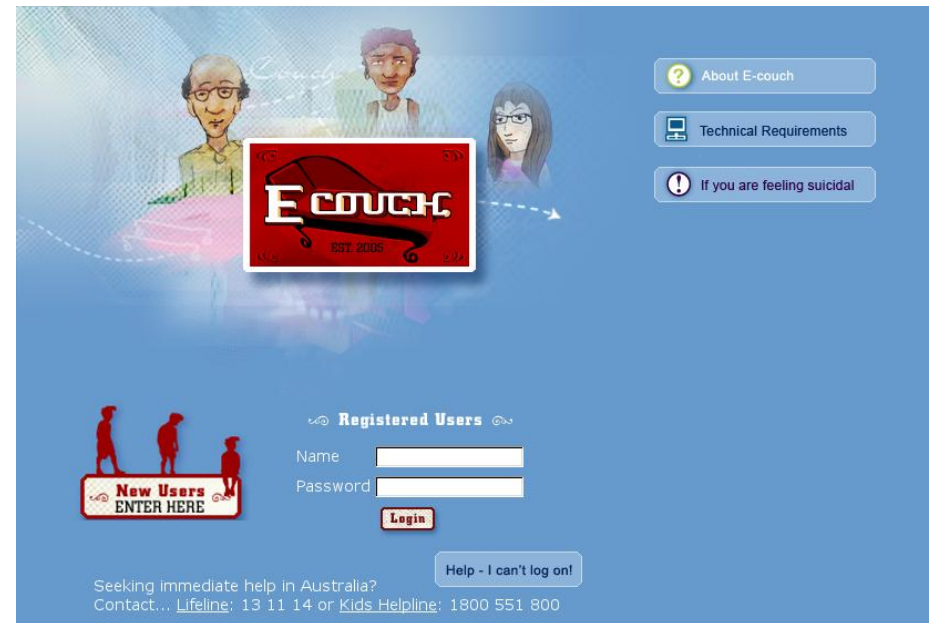 Couch
E COUCH
EST. 2005
About E-couch
Technical Requirements
If you are feeling suicidal
Registered Users
Name
Password
Login
New Users
ENTER HERE
Help - I can't log on!
Seeking immediate help in Australia?
Contact... Lifeline: 13 11 14 or Kids Helpline: 1800 551 800